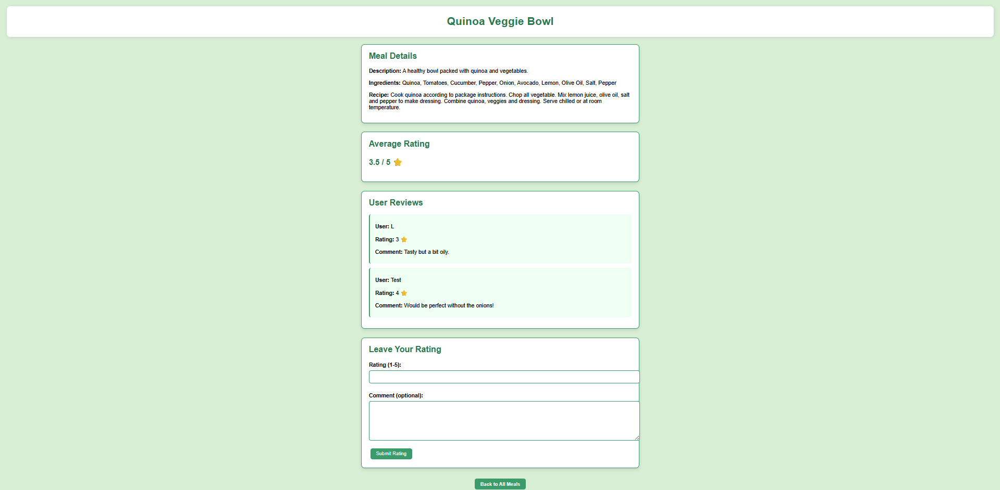 Quinoa Veggie Bowl
Meal Details
Description: A healthy bowl packed with quinoa and vegetables.
Ingredients: Quinoa, Tomatoes, Cucumber, Pepper, Onion, Avocado, Lemon, Olive Oil, Salt, Pepper
Recipe: Cook quinoa according to package instructions. Chop all vegetable. Mix lemon juice, olive oil, salt
and pepper to make dressing. Combine quinoa, veggies and dressing. Serve chilled or at room
temperature.
Average Rating
3.5 / 5 ⭐
User Reviews
User: L
Rating: 3 ⭐
Comment: Tasty but a bit oily.
User: Test
Rating: 4 ⭐
Comment: Would be perfect without the onions!
Leave Your Rating
Rating (1-5):
Comment (optional):
Submit Rating
Back to All Meals